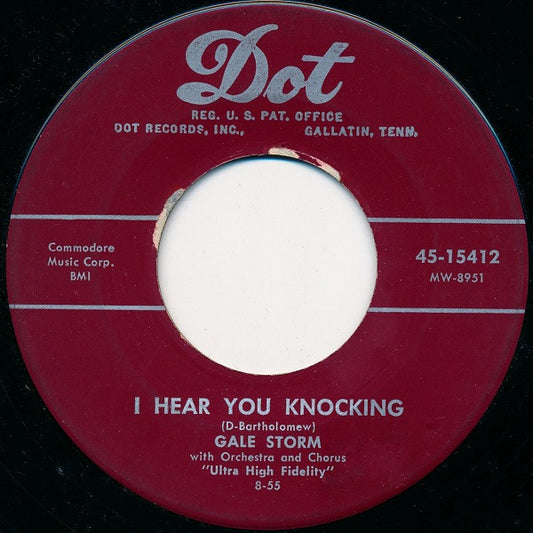 Dot
REG. U. S. PAT. OFFICE
DOT RECORDS, INC., GALLATIN, TENN.
Commodore
Music Corp.
BMI
45-15412
MW-8951
I HEAR YOU KNOCKING
(D-Bartholomew)
GALE STORM
with Orchestra and Chorus
"Ultra High Fidelity"
8-55